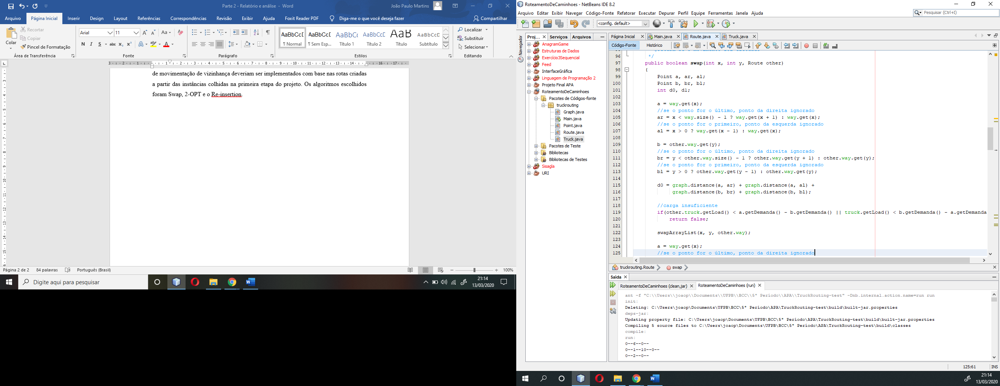 Parte 2 - Relatório e análise - Word
João Paulo Martins
Arquivo Página Inicial Inserir Design Layout Referências Correspondências Revisão Exibir Ajuda Foxit Reader PDF Diga-me o que você deseja fazer Compartilhar
Colar
Recortar
Copiar
Pincel de Formatação
Área de Transferência
Arial 11
N I S abc x₂ x²
Fonte
Parágrafo
AaBbCcI AaBbCcI AaBbC AaBbCcI AaB AaBbCcD
¶ Normal ¶ Sem Esp... Título 1 Título 2 Título Subtítulo
Estilos
Localizar
Substituir
Selecionar
Editando
de movimentação de vizinhança deveriam ser implementados com base nas rotas criadas
a partir das instâncias colhidas na primeira etapa do projeto. Os algoritmos escolhidos
foram Swap, 2-OPT e o Re-insertion.
Página 2 de 2 84 palavras Português (Brasil) 100%
Digite aqui para pesquisar
21:14
13/03/2020
RoteamentoDeCaminhoes - NetBeans IDE 8.2
Arquivo Editar Exibir Navegar Código-Fonte Refatorar Executar Depurar Perfil Equipe Ferramentas Janela Ajuda
Pesquisar (Ctrl+I)
<config. default>
Navegador
Proj... Serviços Arquivos
AnagramGame
Estruturas de Dados
Exercício3Sequencial
Feed
InterfaceGráfica
Linguagem de Programação 2
Projeto Final APA
RoteamentoDeCaminhoes
Pacotes de Códigos-fonte
truckrouting
Graph.java
Main.java
Point.java
Route.java
Truck.java
Pacotes de Teste
Bibliotecas
Bibliotecas de Testes
Sisagla
URI
Página Inicial Main.java Route.java Truck.java
Código-Fonte Histórico
96 */
97 public boolean swap(int x, int y, Route other)
98 {
99 Point a, ar, al;
100 Point b, br, bl;
101 int d0, d1;
102
103 a = way.get(x);
104 //se o ponto for o último, ponto da direita ignorado
105 ar = x < way.size() - 1 ? way.get(x + 1) : way.get(x);
106 //se o ponto for o primeiro, ponto da esquerda ignorado
107 al = x > 0 ? way.get(x - 1) : way.get(x);
108
109 b = other.way.get(y);
110 //se o ponto for o último, ponto da direita ignorado
111 br = y < other.way.size() - 1 ? other.way.get(y + 1) : other.way.get(y);
112 //se o ponto for o primeiro, ponto da esquerda ignorado
113 bl = y > 0 ? other.way.get(y - 1) : other.way.get(y);
114
115 d0 = graph.distance(a, ar) + graph.distance(a, al) +
116 graph.distance(b, br) + graph.distance(b, bl);
117
118 //carga insuficiente
119 if(other.truck.getLoad() < a.getDemanda() - b.getDemanda() || truck.getLoad() < b.getDemanda() - a.getDemanda
120 return false;
121
122 swapArrayList(x, y, other.way);
123
124 a = way.get(x);
125 //se o ponto for o último, ponto da direita ignorado
truckrouting.Route swap
Saída
RoteamentoDeCaminhoes (clean,jar) RoteamentoDeCaminhoes (run)
ant -f "C:\\Users\\joaop\\Documents\\UFPB\\BCC\\5° Período\\APA\\TruckRouting-test" -Dnb.internal.action.name=run run
init:
Deleting: C:\Users\joaop\Documents\UFPB\BCC\5° Período\APA\TruckRouting-test\build\built-jar.properties
deps-jar:
Updating property file: C:\Users\joaop\Documents\UFPB\BCC\5° Período\APA\TruckRouting-test\build\built-jar.properties
Compiling 5 source files to C:\Users\joaop\Documents\UFPB\BCC\5° Período\APA\TruckRouting-test\build\classes
compile:
run:
0--6--0--
0--1--10--0--
0--2--0--
125:61 INS
21:14
13/03/2020